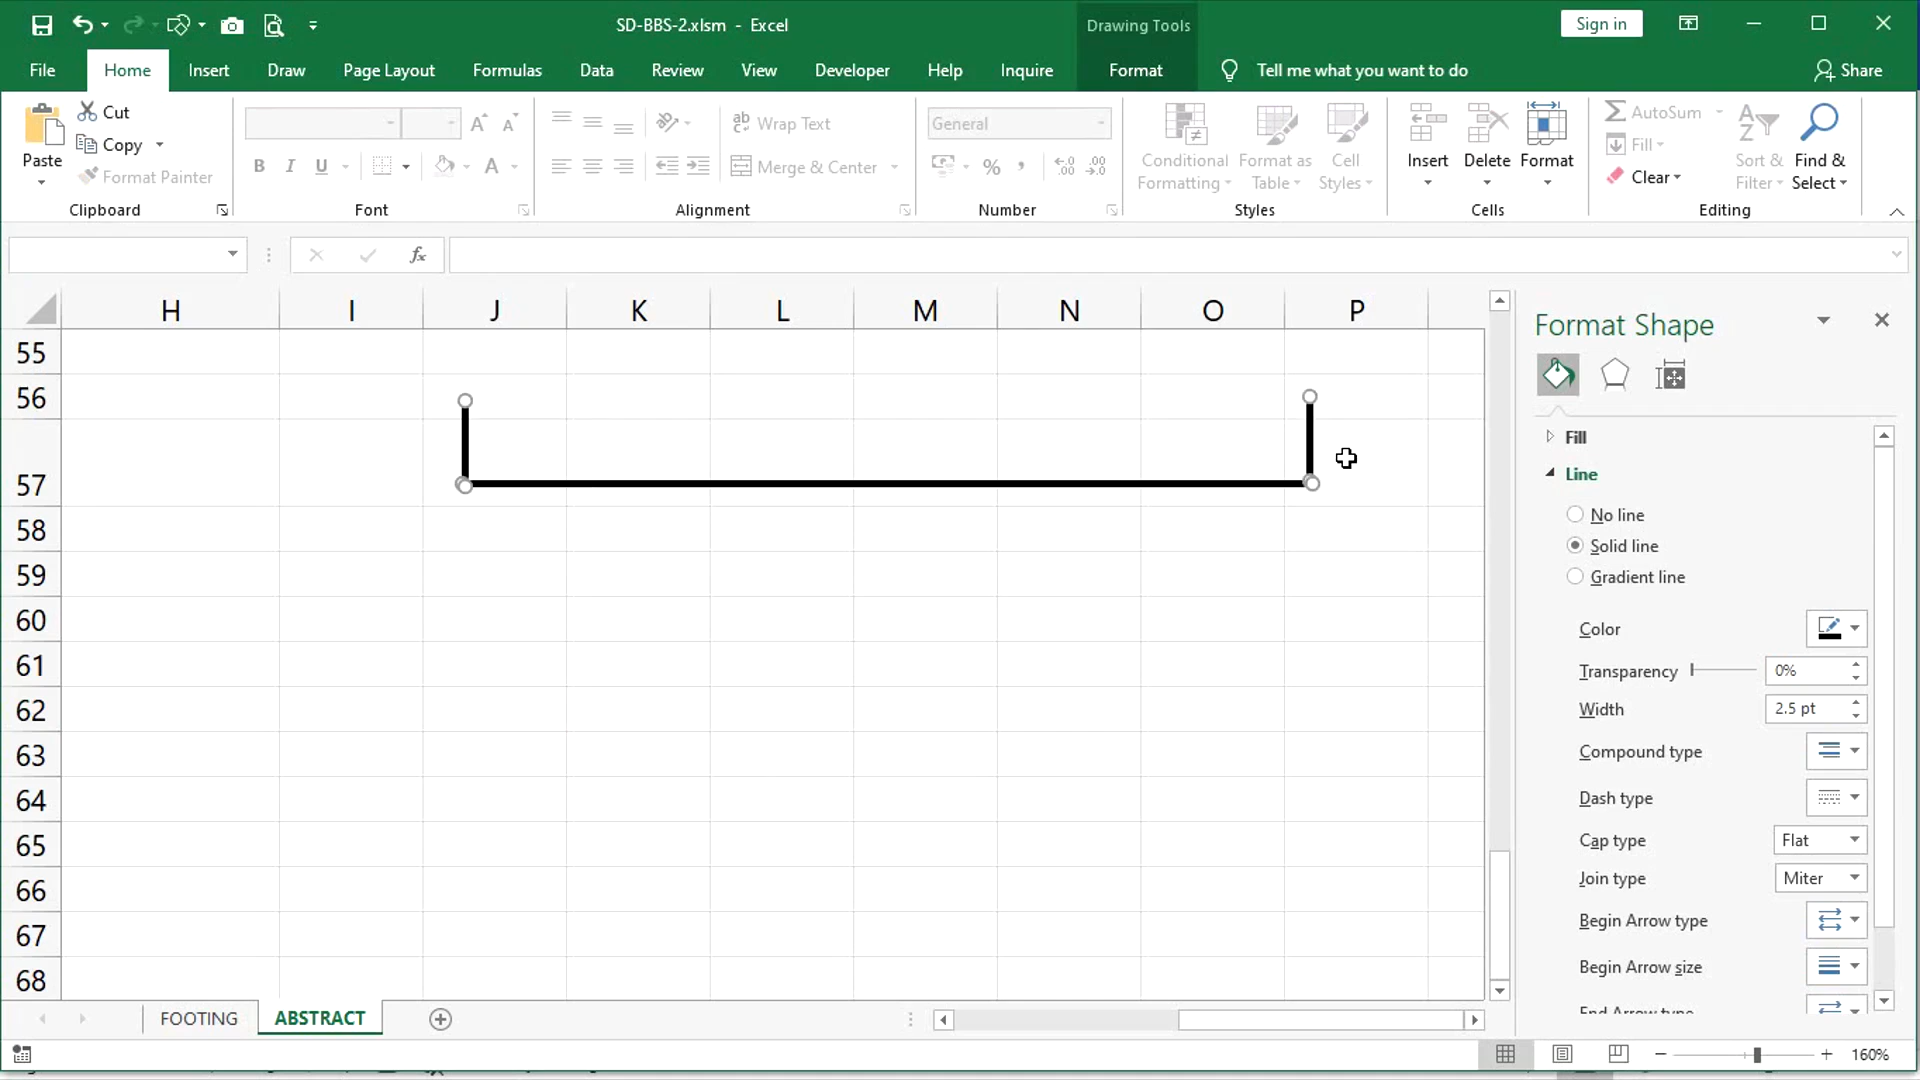 SD-BBS-2.xlsm - Excel
Drawing Tools
Sign in
File Home Insert Draw Page Layout Formulas Data Review View Developer Help Inquire Format Tell me what you want to do Share
Paste
Cut
Copy
Format Painter
Clipboard
B I U A
Font
Wrap Text
Merge & Center
Alignment
General
%
Number
Conditional Formatting
Format as Table
Cell Styles
Styles
Insert
Delete
Format
Cells
AutoSum
Fill
Clear
Sort & Filter
Find & Select
Editing
fx
H I J K L M N O P
55
56
57
58
59
60
61
62
63
64
65
66
67
68
Format Shape
Fill
Line
No line
Solid line
Gradient line
Color
Transparency 0%
Width 2.5 pt
Compound type
Dash type
Cap type Flat
Join type Miter
Begin Arrow type
Begin Arrow size
End Arrow type
FOOTING ABSTRACT
160%